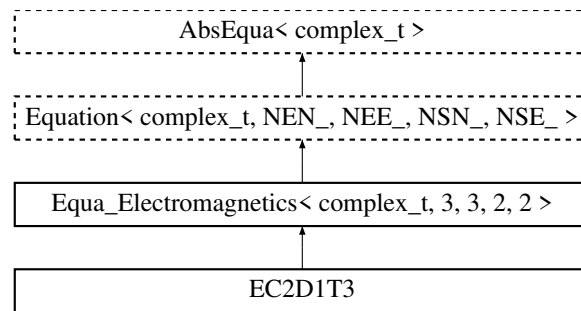 AbsEqua< complex_t >
Equation< complex_t, NEN_, NEE_, NSN_, NSE_ >
Equa_Electromagnetics< complex_t, 3, 3, 2, 2 >
EC2D1T3